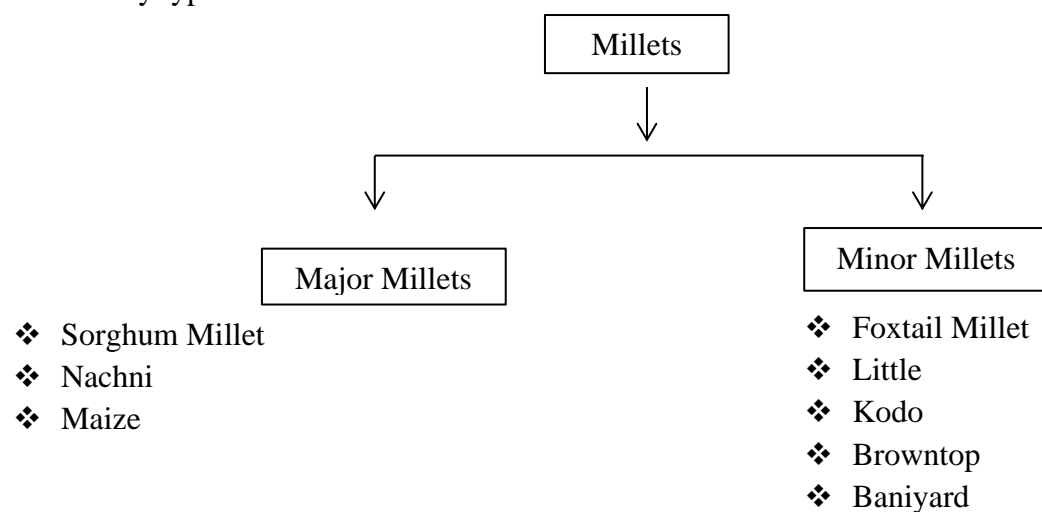 Millets
Major Millets
❖ Sorghum Millet
❖ Nachni
❖ Maize
Minor Millets
❖ Foxtail Millet
❖ Little
❖ Kodo
❖ Browntop
❖ Baniyard